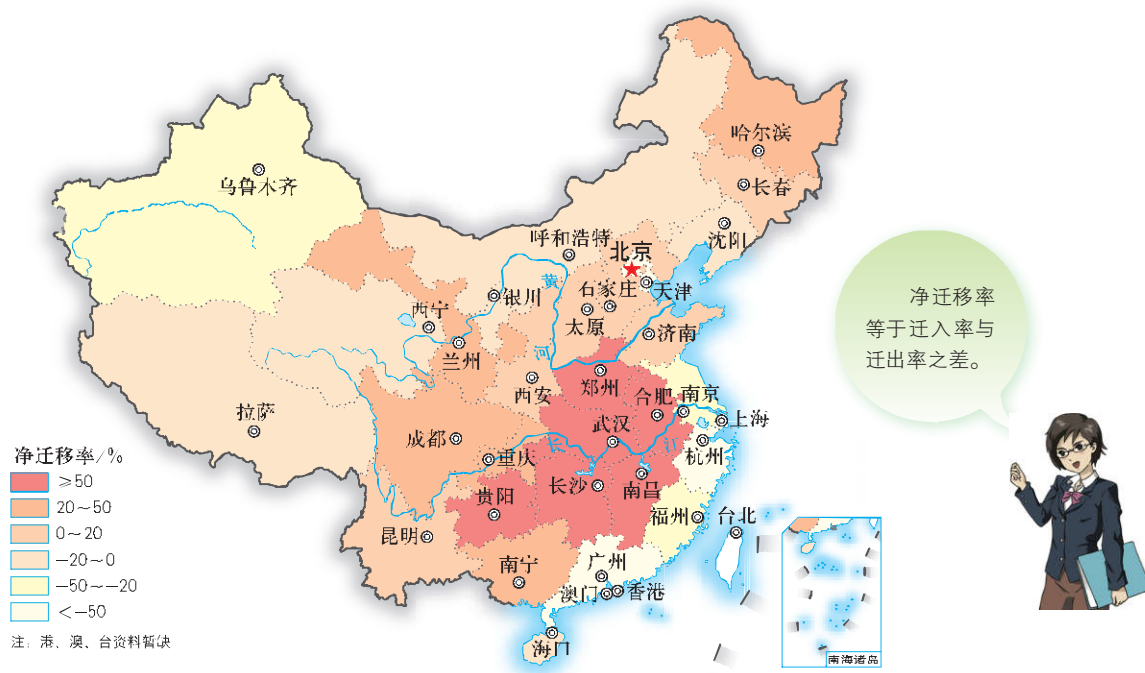 哈尔滨
长春
乌鲁木齐
沈阳
呼和浩特
北京
黄
银川
石家庄
天津
西宁
太原
济南
兰州
河
西安
郑州
合肥
南京
上海
拉萨
成都
武汉
长
江
杭州
重庆
长沙
南昌
贵阳
福州
台北
昆明
南宁
广州
澳门
香港
海口
南海诸岛
净迁移率/%
≥50
20～50
0～20
－20～0
－50～－20
＜－50
注：港、澳、台资料暂缺
净迁移率
等于迁入率与
迁出率之差。